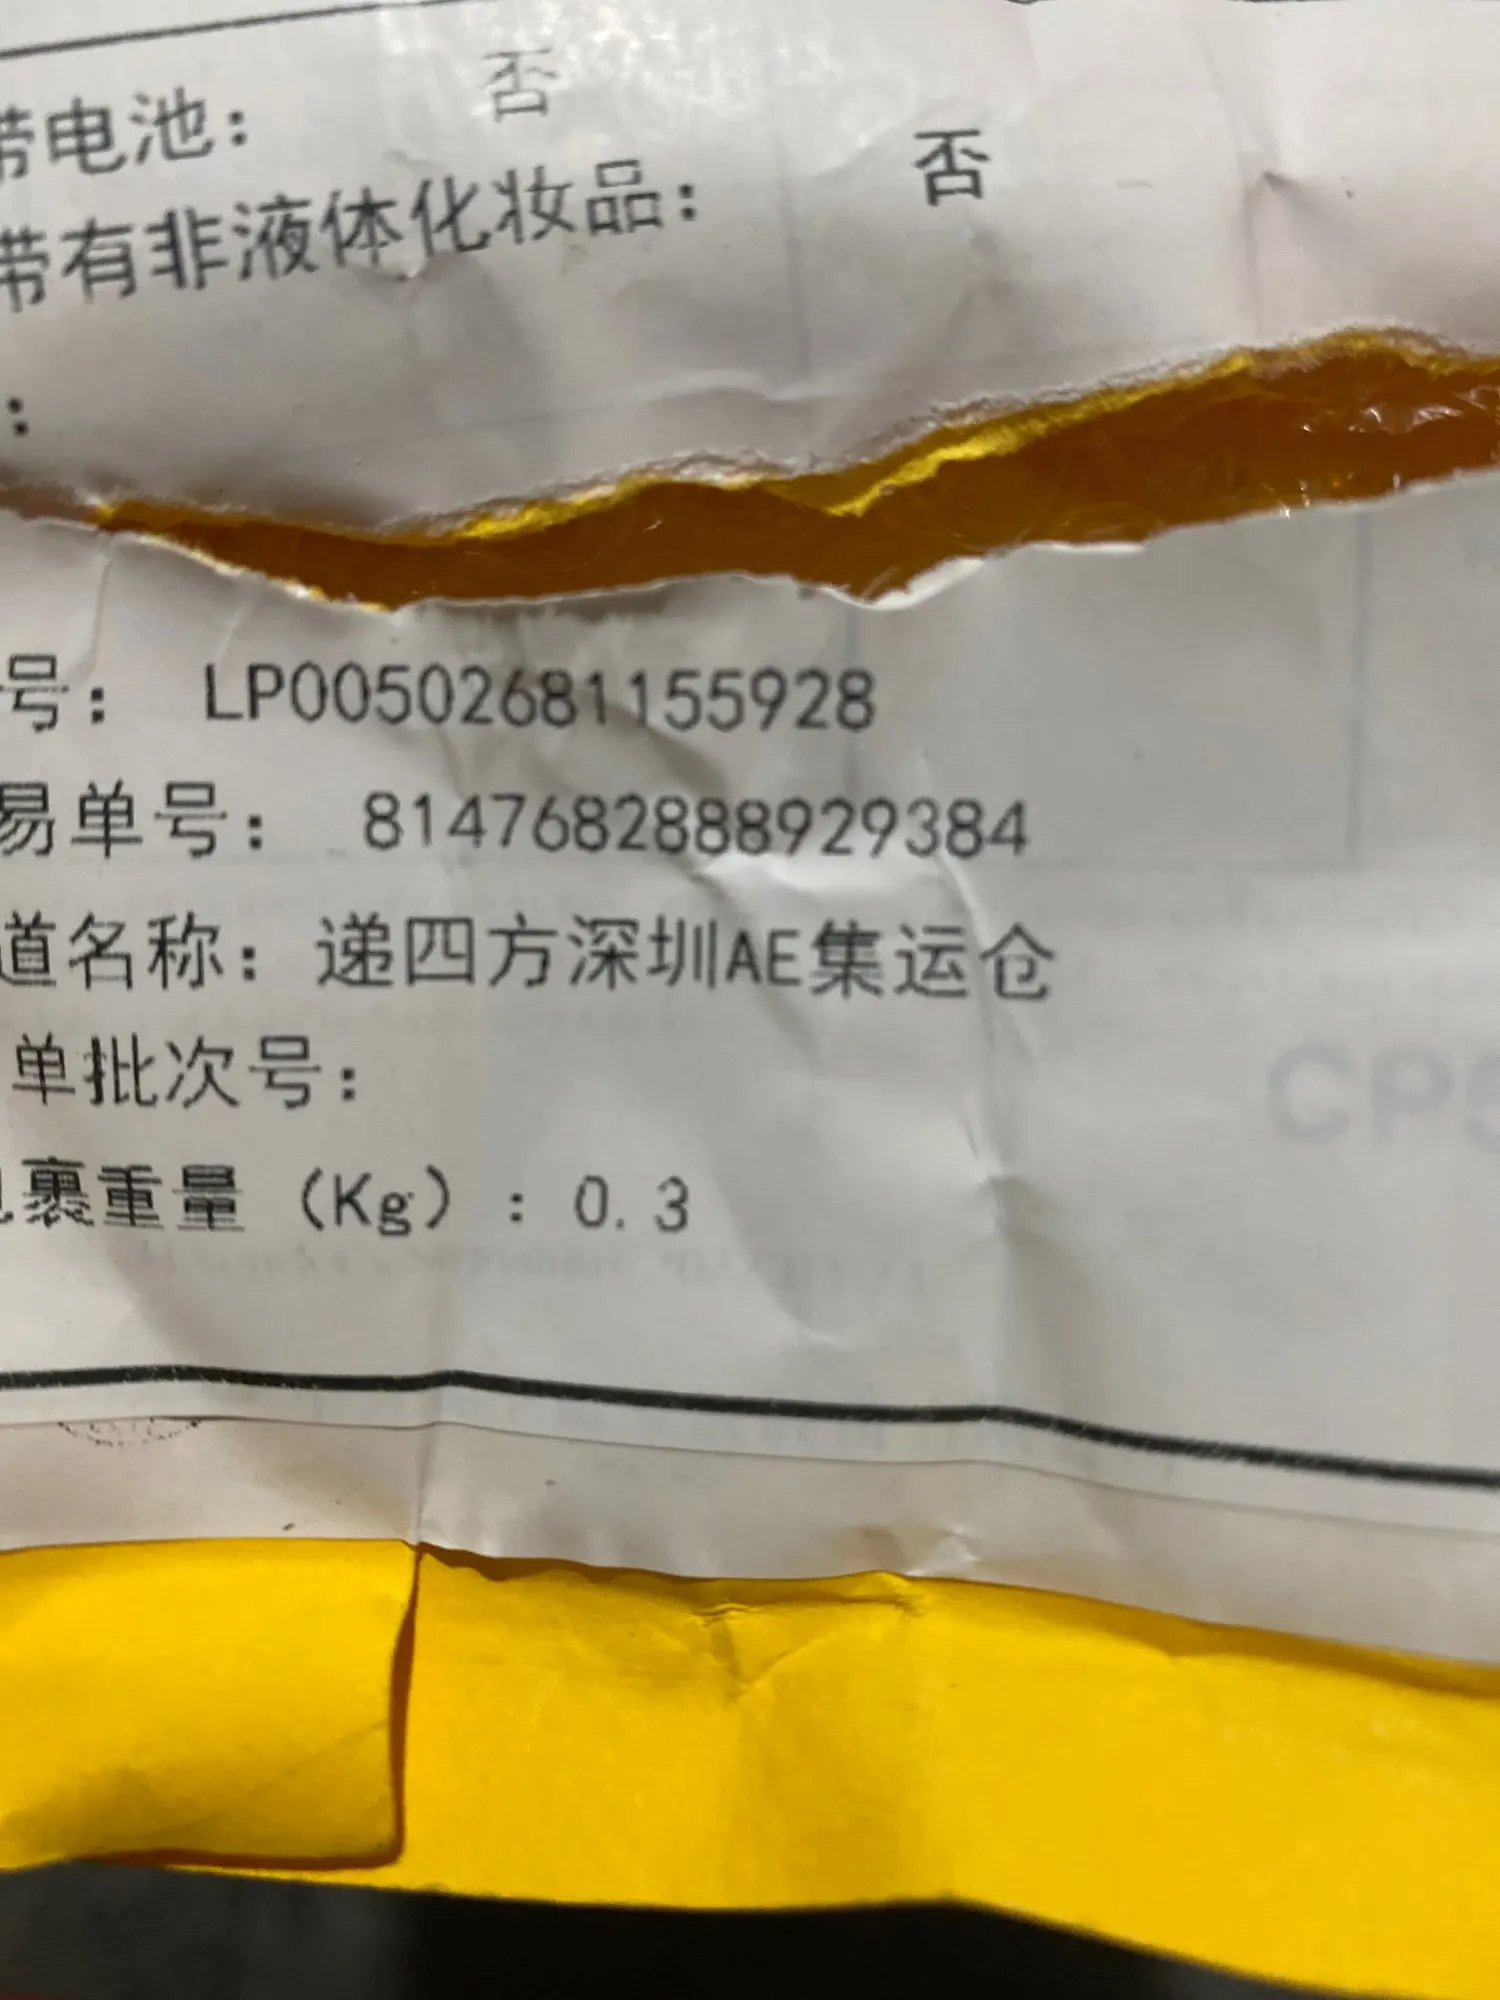 带电池： 否
带有非液体化妆品： 否
：
号： LP00502681155928
易单号： 8147682888929384
道名称：递四方深圳AE集运仓
单批次号：
包裹重量（Kg）：0.3
CP5